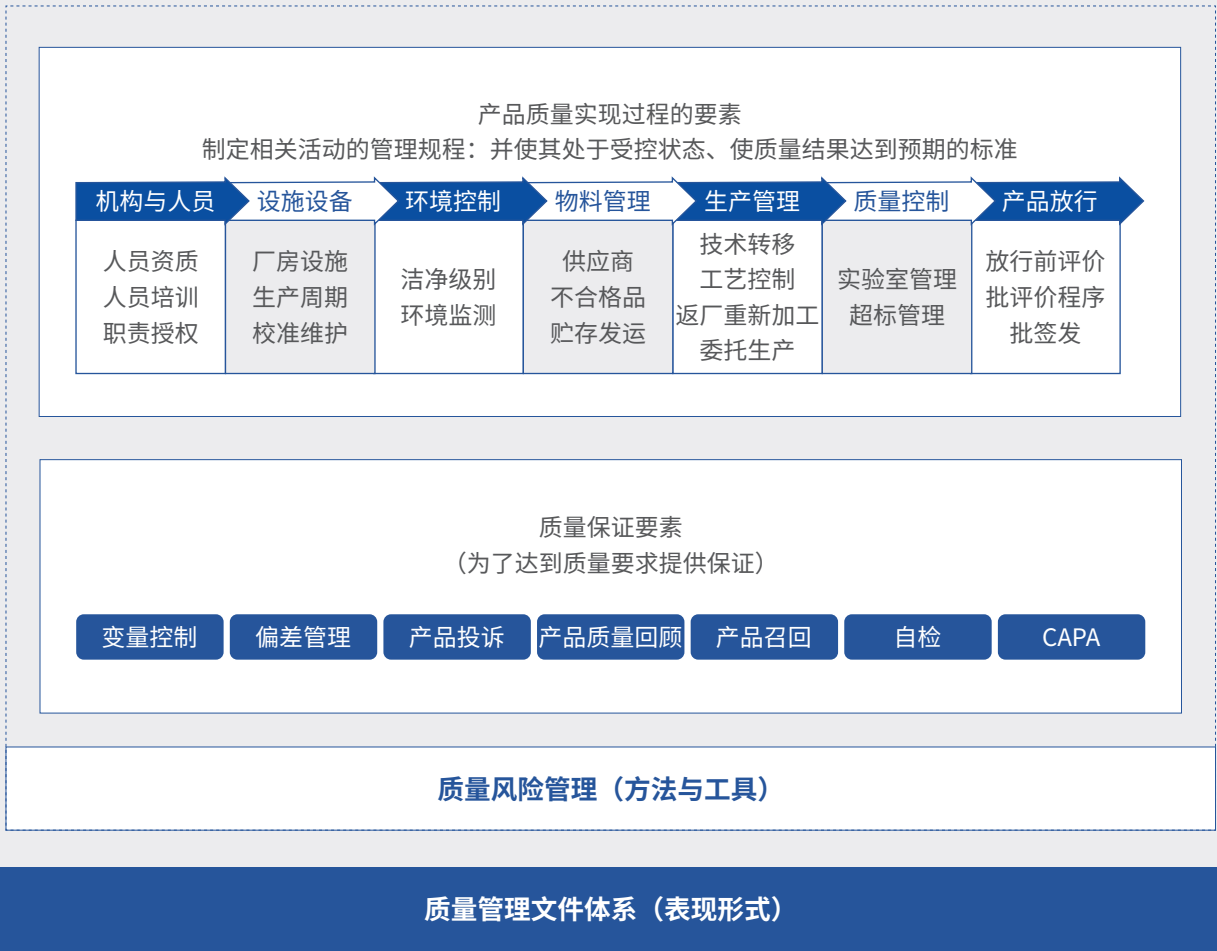 产品质量实现过程的要素
制定相关活动的管理规程：并使其处于受控状态、使质量结果达到预期的标准
机构与人员
设施设备
环境控制
物料管理
生产管理
质量控制
产品放行
人员资质
人员培训
职责授权
厂房设施
生产周期
校准维护
洁净级别
环境监测
供应商
不合格品
贮存发运
技术转移
工艺控制
返厂重新加工
委托生产
实验室管理
超标管理
放行前评价
批评价程序
批签发
质量保证要素
（为了达到质量要求提供保证）
变量控制
偏差管理
产品投诉
产品质量回顾
产品召回
自检
CAPA
质量风险管理（方法与工具）
质量管理文件体系（表现形式）